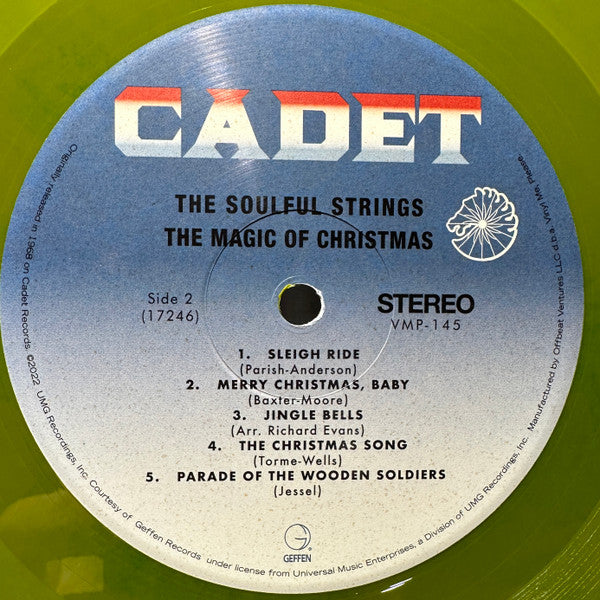 CADET
THE SOULFUL STRINGS
THE MAGIC OF CHRISTMAS
Side 2
(17246)
STEREO
VMP-145
1. SLEIGH RIDE
(Parish-Anderson)
2. MERRY CHRISTMAS, BABY
(Baxter-Moore)
3. JINGLE BELLS
(Arr. Richard Evans)
4. THE CHRISTMAS SONG
(Torme-Wells)
5. PARADE OF THE WOODEN SOLDIERS
(Jessel)
G
GEFFEN®
Originally released in 1968 on Cadet Records. ©2022 UMG Recordings, Inc. Courtesy of Geffen Records under license from Universal Music Enterprises, a Division of UMG Recordings, Inc. Manufactured by Offbeat Ventures LLC d.b.a. Vinyl Me, Please.